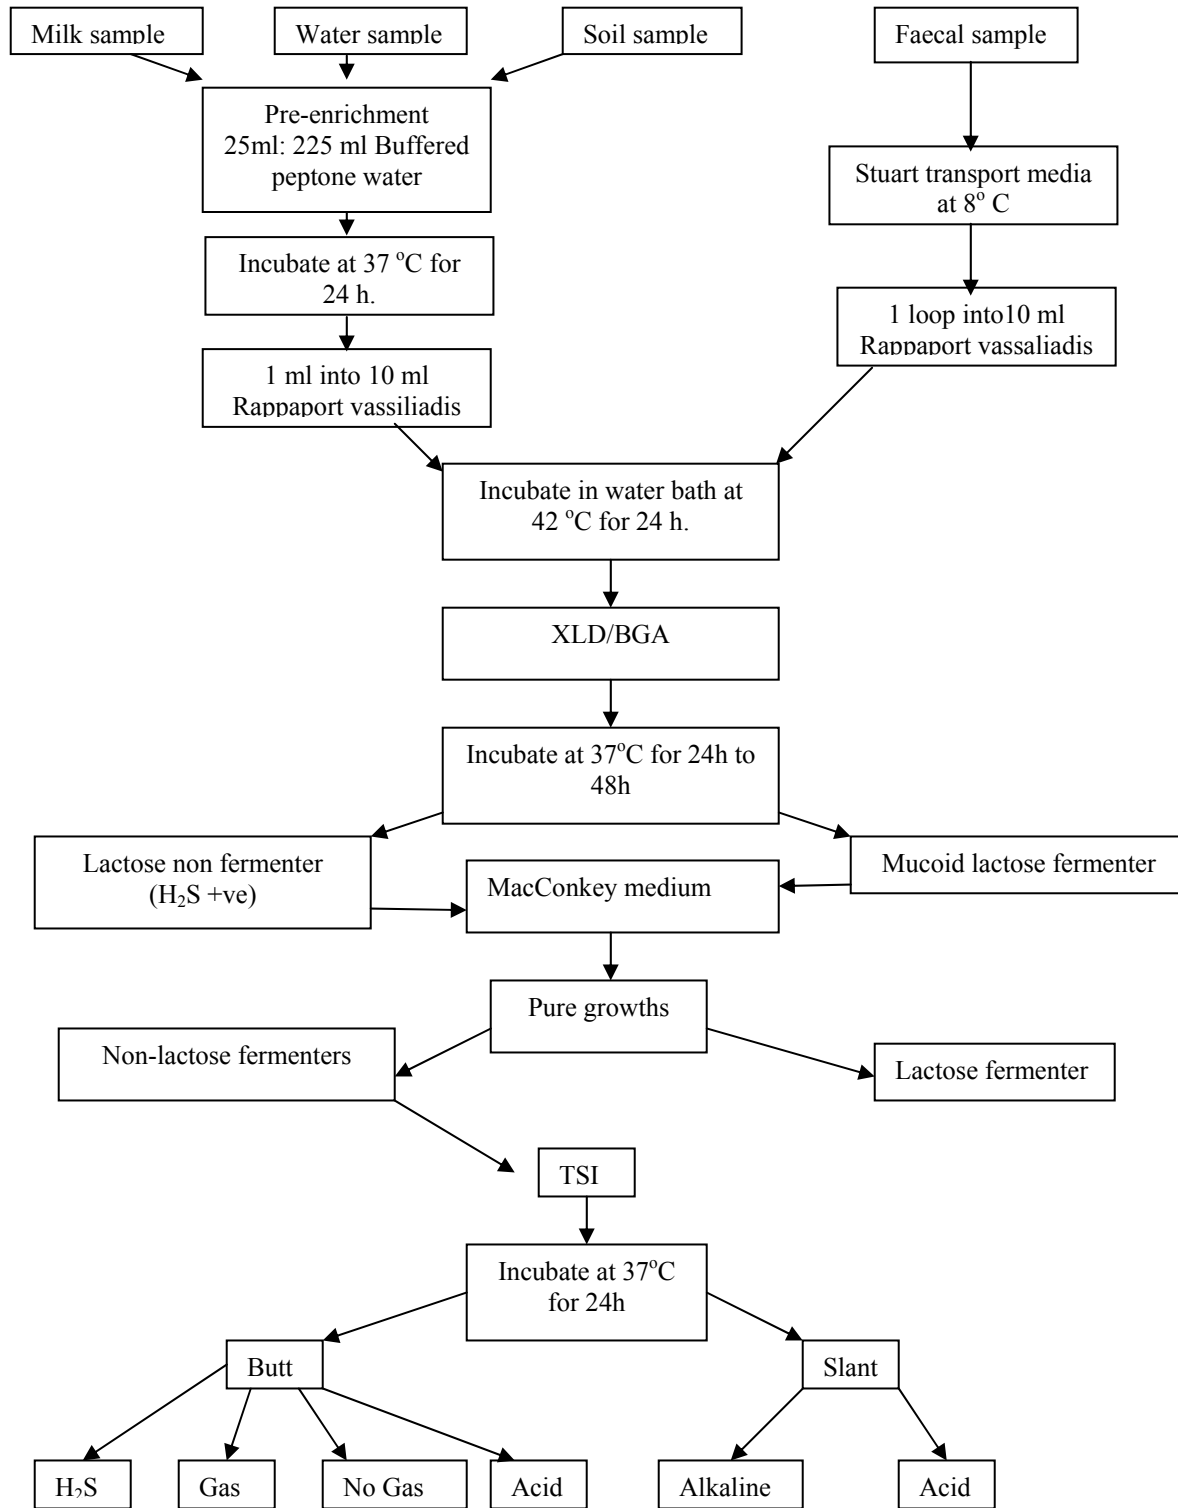 Milk sample
Water sample
Soil sample
Faecal sample
Pre-enrichment
25ml: 225 ml Buffered
peptone water
Stuart transport media
at 8° C
Incubate at 37 °C for
24 h.
1 loop into10 ml
Rappaport vassaliadis
1 ml into 10 ml
Rappaport vassiliadis
Incubate in water bath at
42 °C for 24 h.
XLD/BGA
Incubate at 37°C for 24h to
48h
Lactose non fermenter
(H₂S +ve)
MacConkey medium
Mucoid lactose fermenter
Pure growths
Non-lactose fermenters
Lactose fermenter
TSI
Incubate at 37°C
for 24h
Butt
Slant
H₂S
Gas
No Gas
Acid
Alkaline
Acid